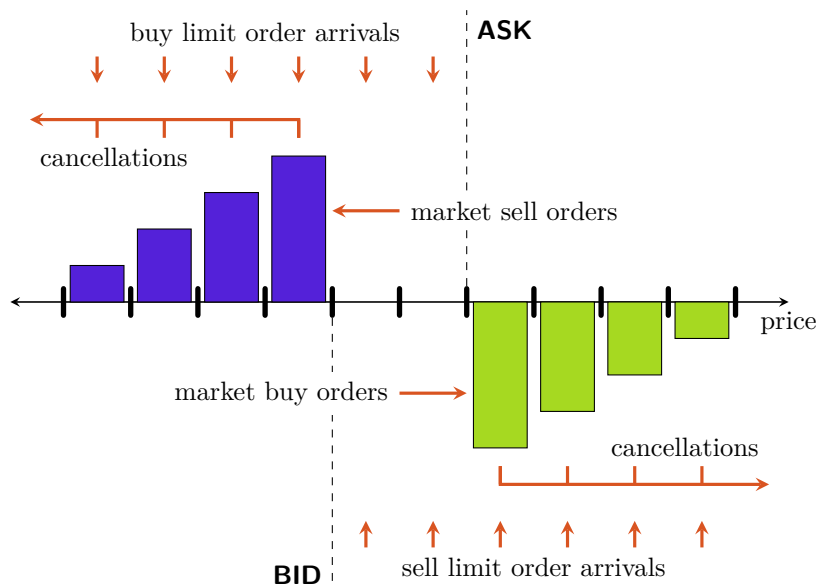 buy limit order arrivals
ASK
cancellations
market sell orders
price
market buy orders
cancellations
sell limit order arrivals
BID